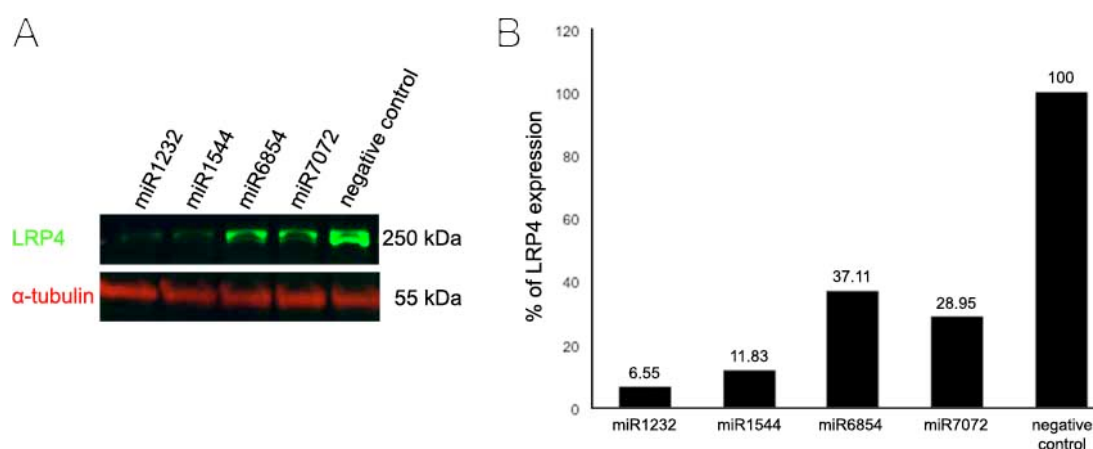 A
miR1232
miR1544
miR6854
miR7072
negative control
LRP4
250 kDa
α-tubulin
55 kDa
B
% of LRP4 expression
120
100
80
60
40
20
0
6.55
11.83
37.11
28.95
100
miR1232
miR1544
miR6854
miR7072
negative
control